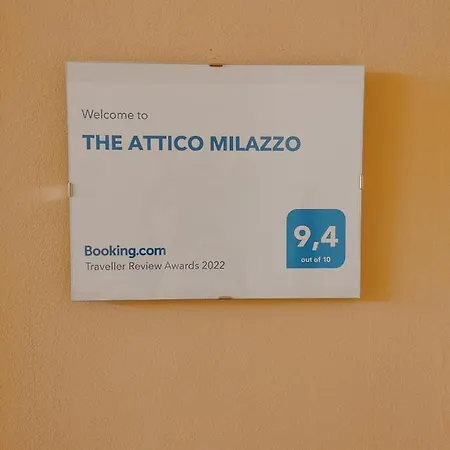 Welcome to
THE ATTICO MILAZZO
9,4
out of 10
Booking.com
Traveller Review Awards 2022